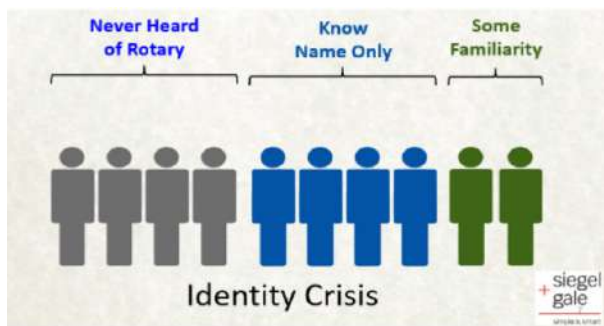 Never Heard
of Rotary
Know
Name Only
Some
Familiarity
Identity Crisis
siegel
gale